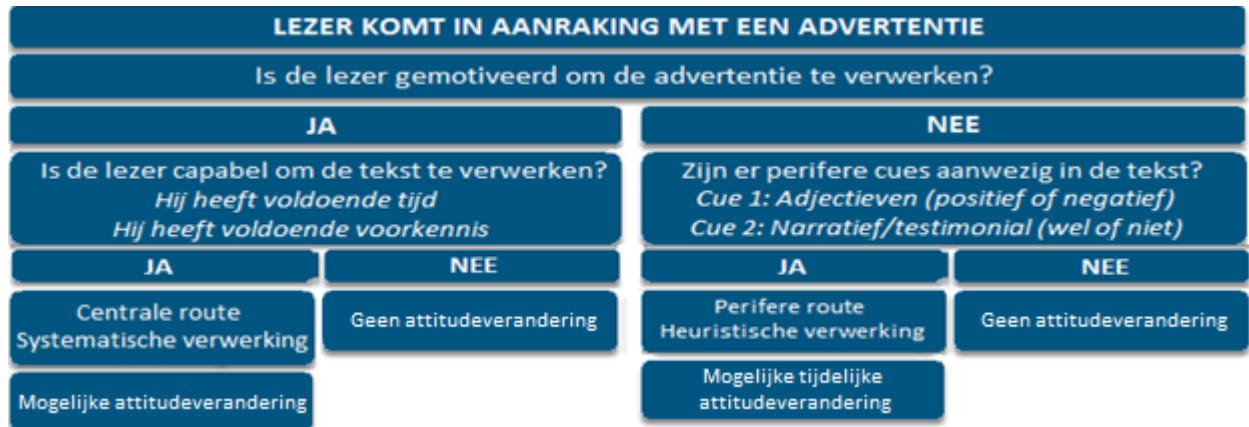 LEZER KOMT IN AANRAKING MET EEN ADVERTENTIE
Is de lezer gemotiveerd om de advertentie te verwerken?
JA
NEE
Is de lezer capabel om de tekst te verwerken?
Hij heeft voldoende tijd
Hij heeft voldoende voorkennis
Zijn er perifere cues aanwezig in de tekst?
Cue 1: Adjectieven (positief of negatief)
Cue 2: Narratief/testimonial (wel of niet)
JA
NEE
JA
NEE
Centrale route
Systematische verwerking
Geen attitudeverandering
Perifere route
Heuristische verwerking
Geen attitudeverandering
Mogelijke attitudeverandering
Mogelijke tijdelijke
attitudeverandering